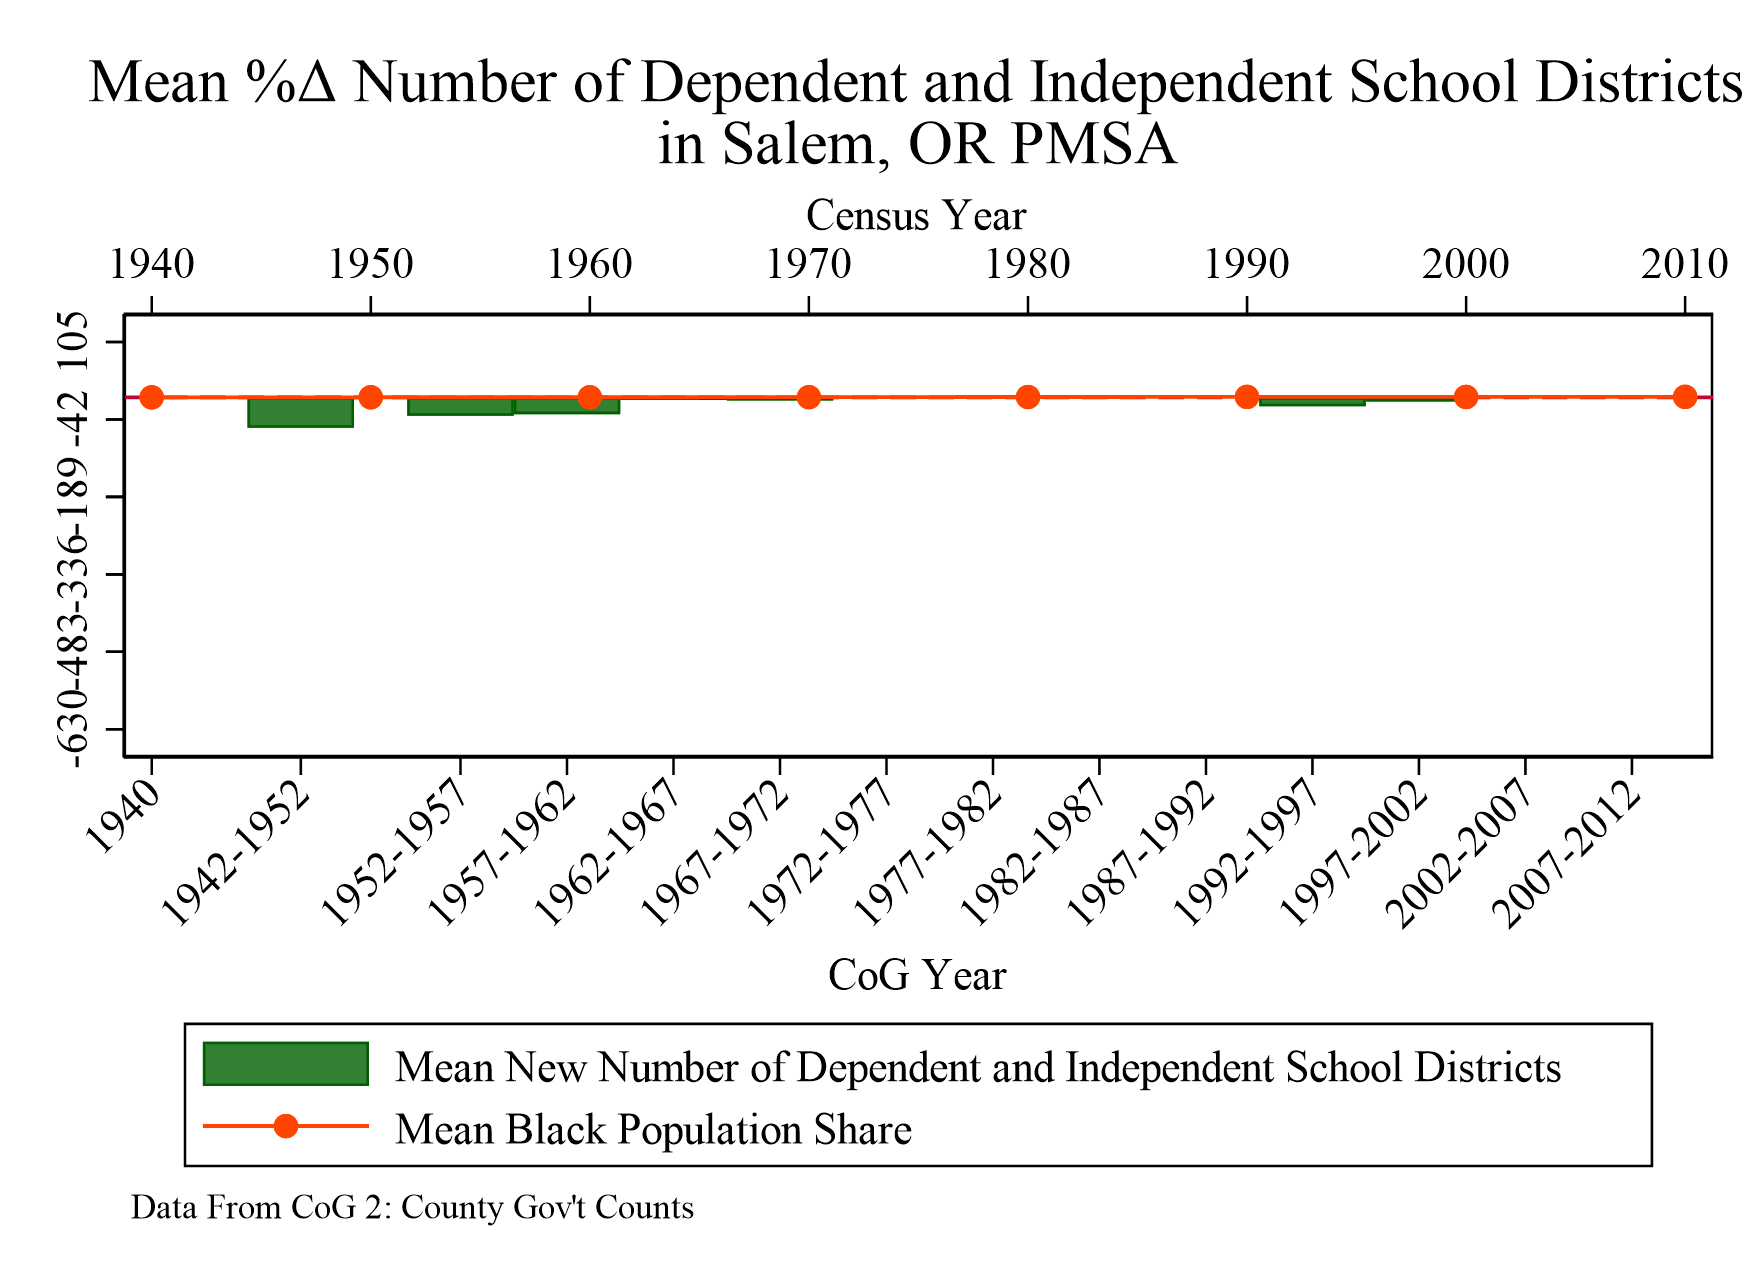 Mean %Δ Number of Dependent and Independent School Districts
in Salem, OR PMSA
Census Year
1940 1950 1960 1970 1980 1990 2000 2010
105
-42
-189
-336
-483
-630
1940 1942-1952 1952-1957 1957-1962 1962-1967 1967-1972 1972-1977 1977-1982 1982-1987 1987-1992 1992-1997 1997-2002 2002-2007 2007-2012
CoG Year
Mean New Number of Dependent and Independent School Districts
Mean Black Population Share
Data From CoG 2: County Gov't Counts